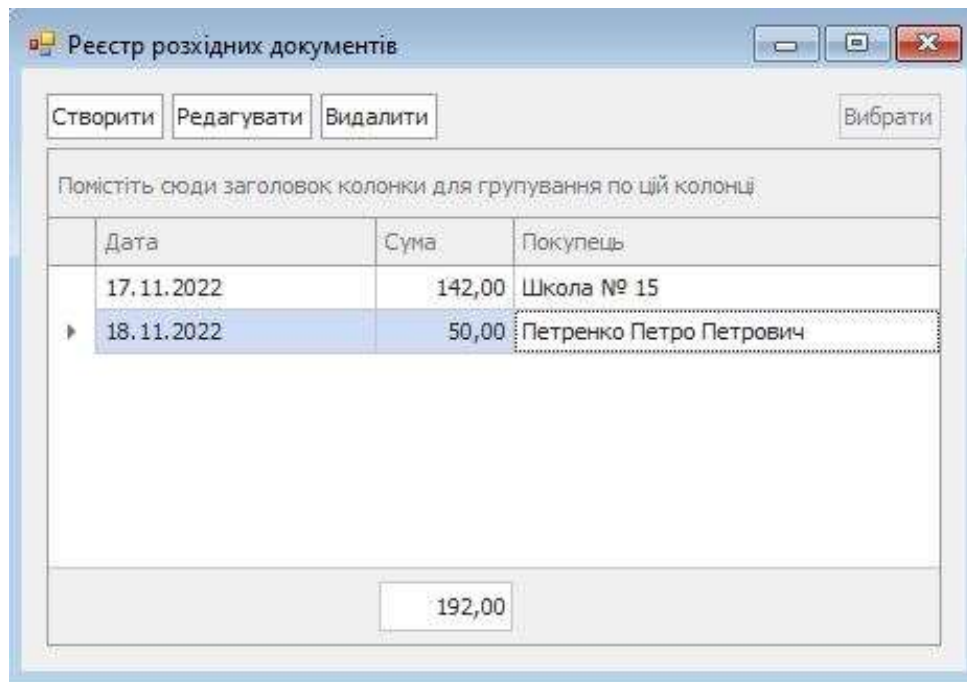 Реєстр розхідних документів
Створити Редагувати Видалити Вибрати
Помістіть сюди заголовок колонки для групування по цій колонці
Дата Сума Покупець
17.11.2022 142,00 Школа № 15
18.11.2022 50,00 Петренко Петро Петрович
192,00